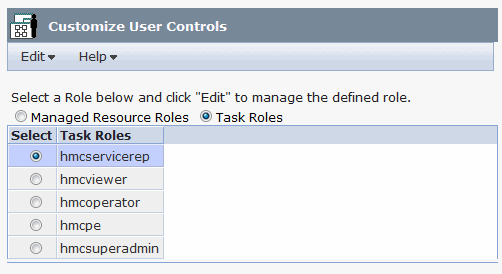 Customize User Controls
Edit Help
Select a Role below and click "Edit" to manage the defined role.
Managed Resource Roles Task Roles
Select Task Roles
hmcservicerep
hmcviewer
hmcoperator
hmcpe
hmcsuperadmin